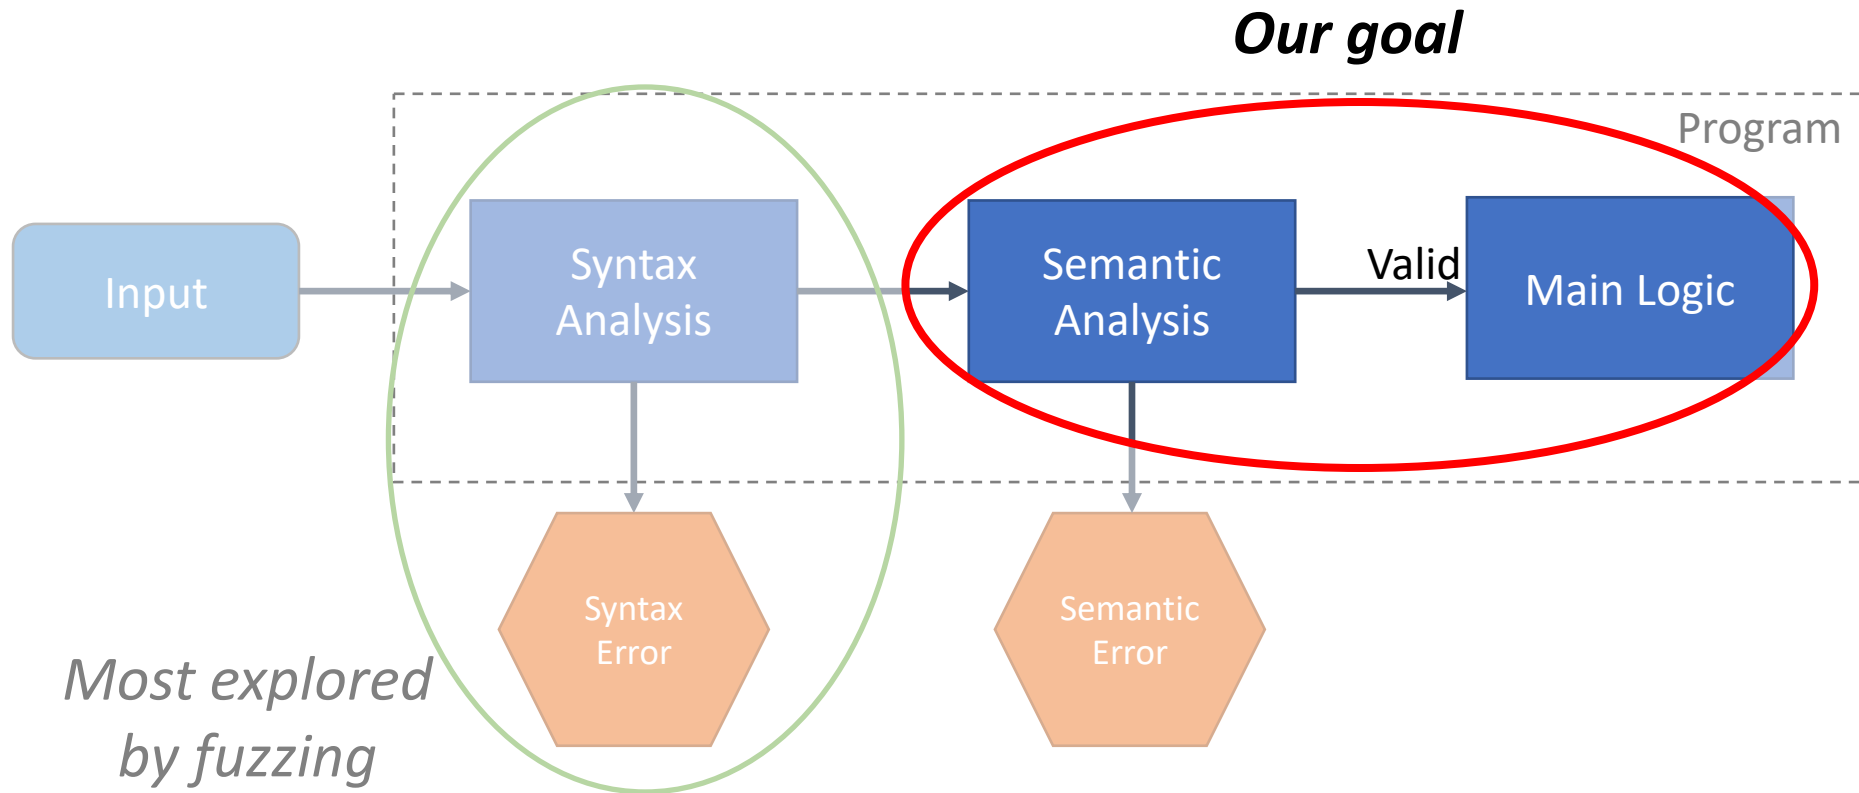 Our goal
Program
Input
Syntax
Analysis
Semantic
Analysis
Valid
Main Logic
Syntax
Error
Semantic
Error
Most explored
by fuzzing